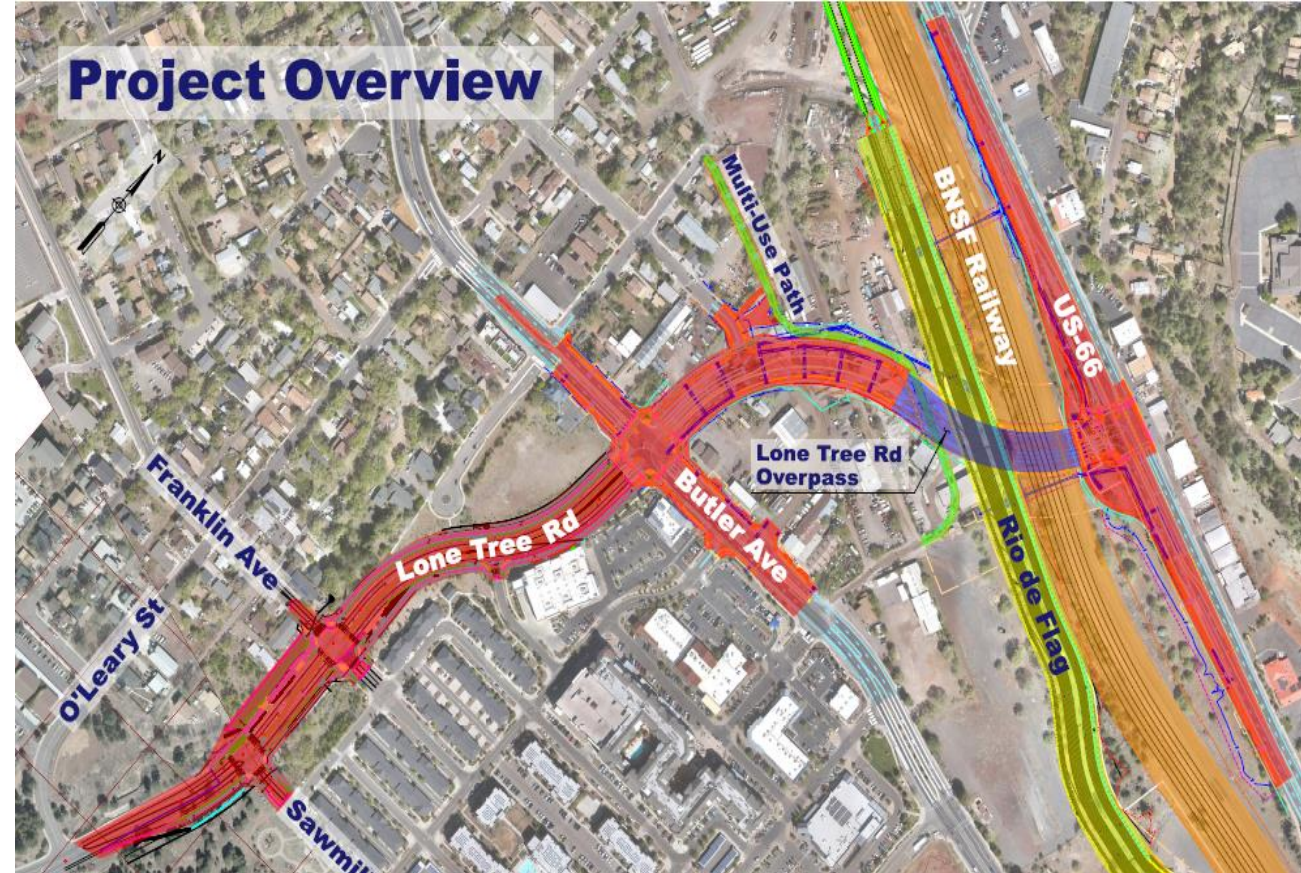 Project Overview
N
Multi-Use Path
BNSF Railway
US-66
Lone Tree Rd
Overpass
Butler Ave
Lone Tree Rd
Franklin Ave
O'Leary St
Rio de Flag
Sawmil